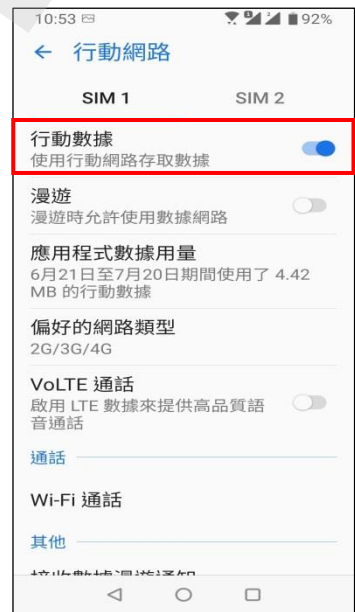 10:53 92%
行動網路
SIM 1 SIM 2
行動數據
使用行動網路存取數據
漫遊
漫遊時允許使用數據網路
應用程式數據用量
6月21日至7月20日期間使用了 4.42
MB 的行動數據
偏好的網路類型
2G/3G/4G
VoLTE 通話
啟用 LTE 數據來提供高品質語
音通話
通話
Wi-Fi 通話
其他